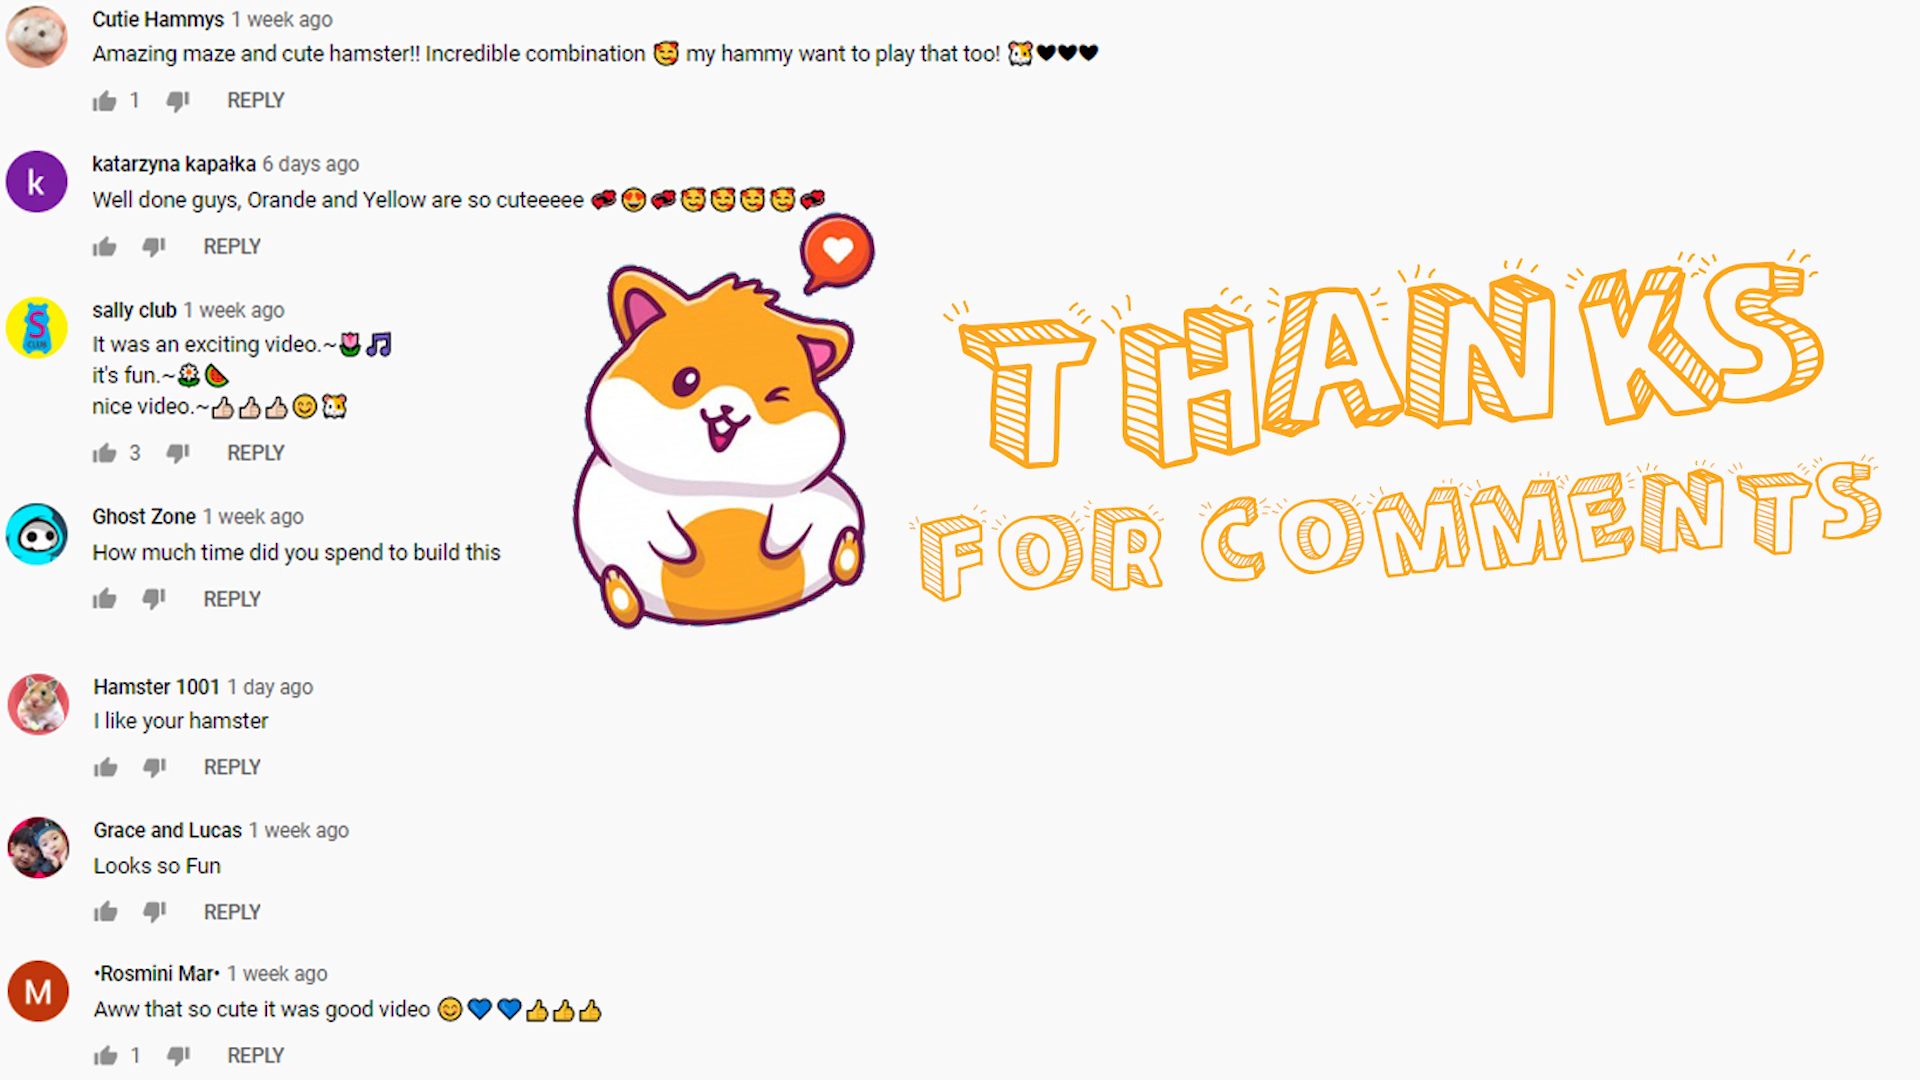 Cutie Hammys 1 week ago
Amazing maze and cute hamster!! Incredible combination 🥰 my hammy want to play that too! 🐹🖤🖤🖤
1 REPLY
k
katarzyna kapałka 6 days ago
Well done guys, Orande and Yellow are so cuteeeee 💞😍💞🥰🥰🥰🥰💞
REPLY
S
CLUB
sally club 1 week ago
It was an exciting video.~🌷🎵
it's fun.~🌼🍉
nice video.~👍🏻👍🏻👍🏻😊🐹
3 REPLY
Ghost Zone 1 week ago
How much time did you spend to build this
REPLY
Hamster 1001 1 day ago
I like your hamster
REPLY
Grace and Lucas 1 week ago
Looks so Fun
REPLY
M
•Rosmini Mar• 1 week ago
Aww that so cute it was good video 😊💙💙👍👍👍
1 REPLY
THANKS
FOR COMMENTS